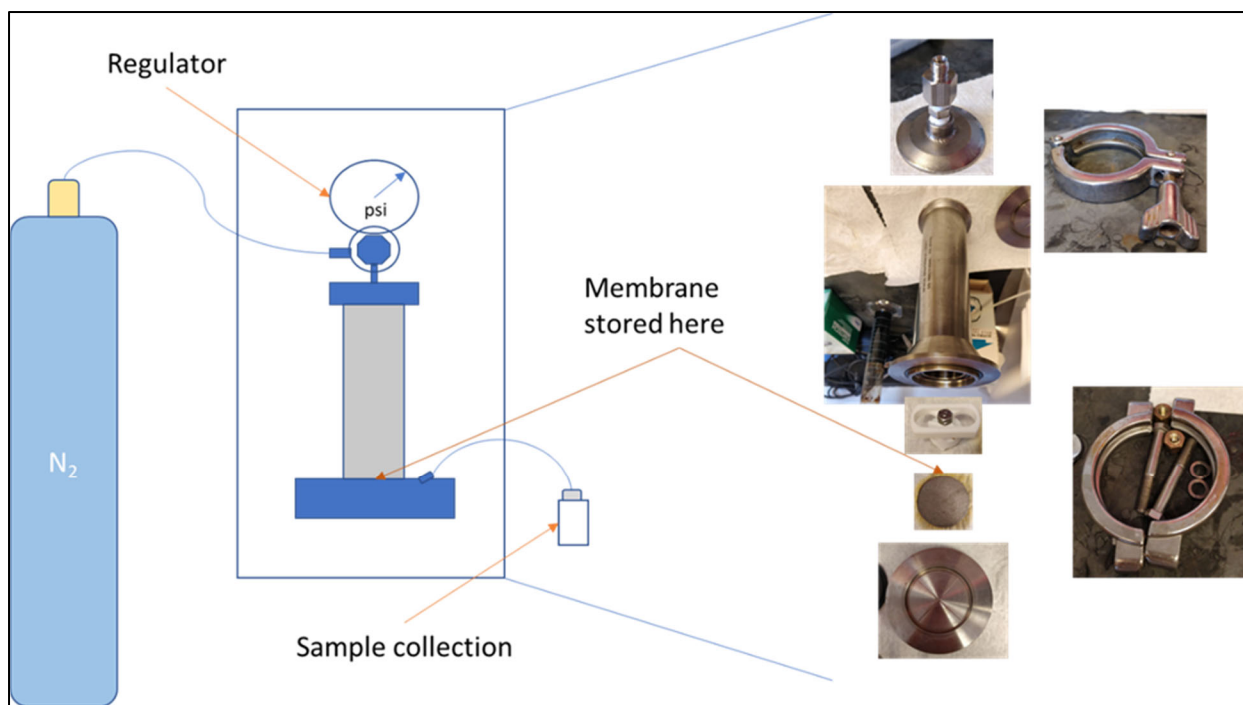 Regulator
psi
Membrane
stored here
N₂
Sample collection